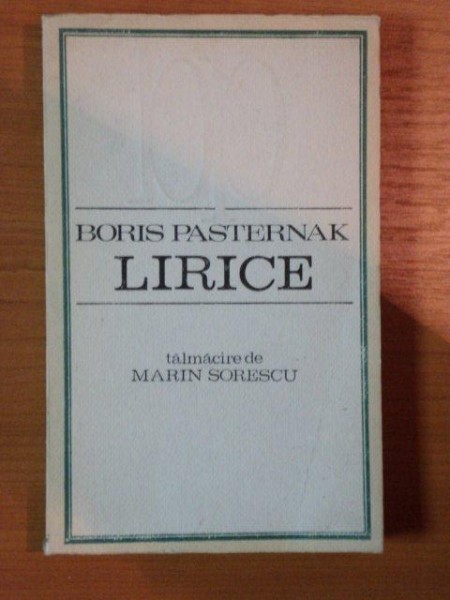 BORIS PASTERNAK
LIRICE
tălmăcire de
MARIN SORESCU